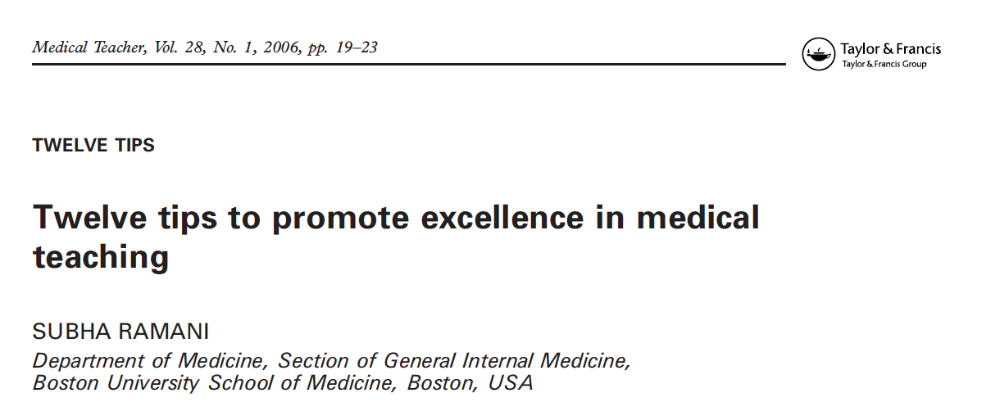 Medical Teacher, Vol. 28, No. 1, 2006, pp. 19–23
Taylor & Francis
Taylor & Francis Group
TWELVE TIPS
Twelve tips to promote excellence in medical
teaching
SUBHA RAMANI
Department of Medicine, Section of General Internal Medicine,
Boston University School of Medicine, Boston, USA